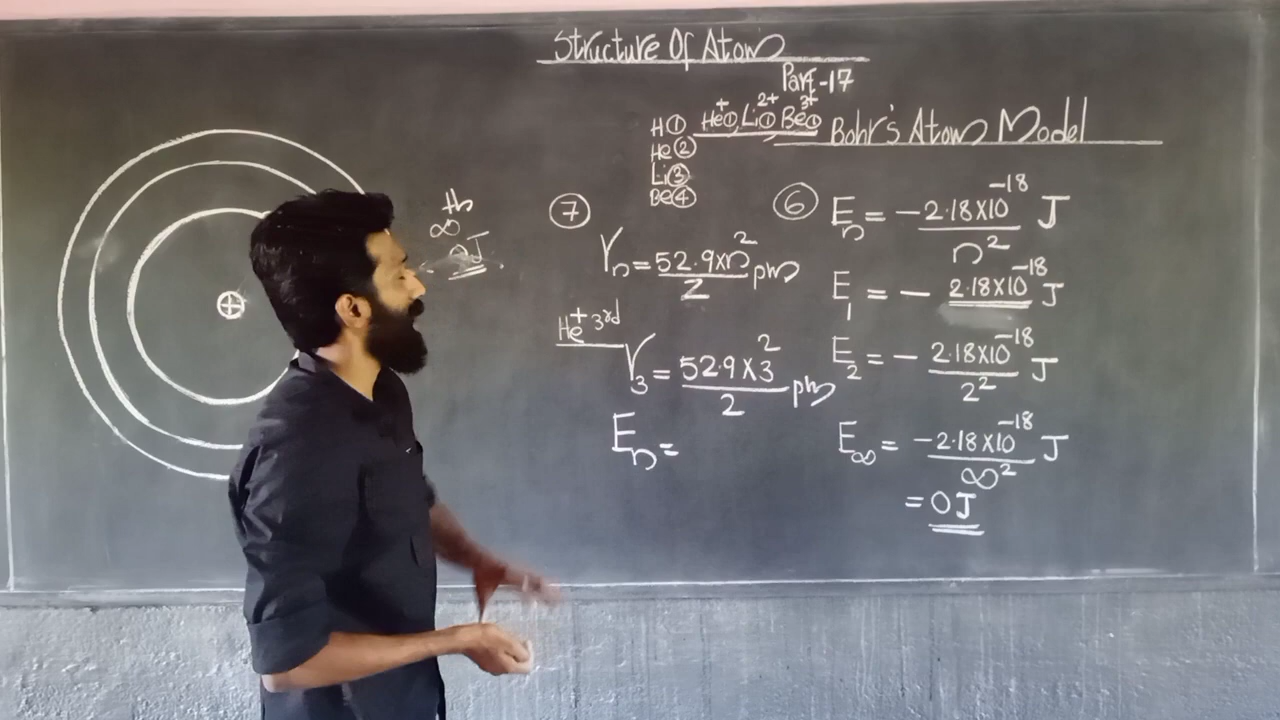 Structure Of Atom
Part-17
H① He⁺① Li²⁺① Be³⁺①
He②
Li③
Be④
Bohr's Atom Model
th
∞
0J
⑦
rₙ = 52.9×n² / Z pm
He⁺ 3rd
r₃ = 52.9×3² / 2 pm
Eₙ =
⑥ Eₙ = -2.18×10⁻¹⁸ / n² J
E₁ = - 2.18×10⁻¹⁸ J
E₂ = - 2.18×10⁻¹⁸ / 2² J
E∞ = -2.18×10⁻¹⁸ / ∞² J
= 0J